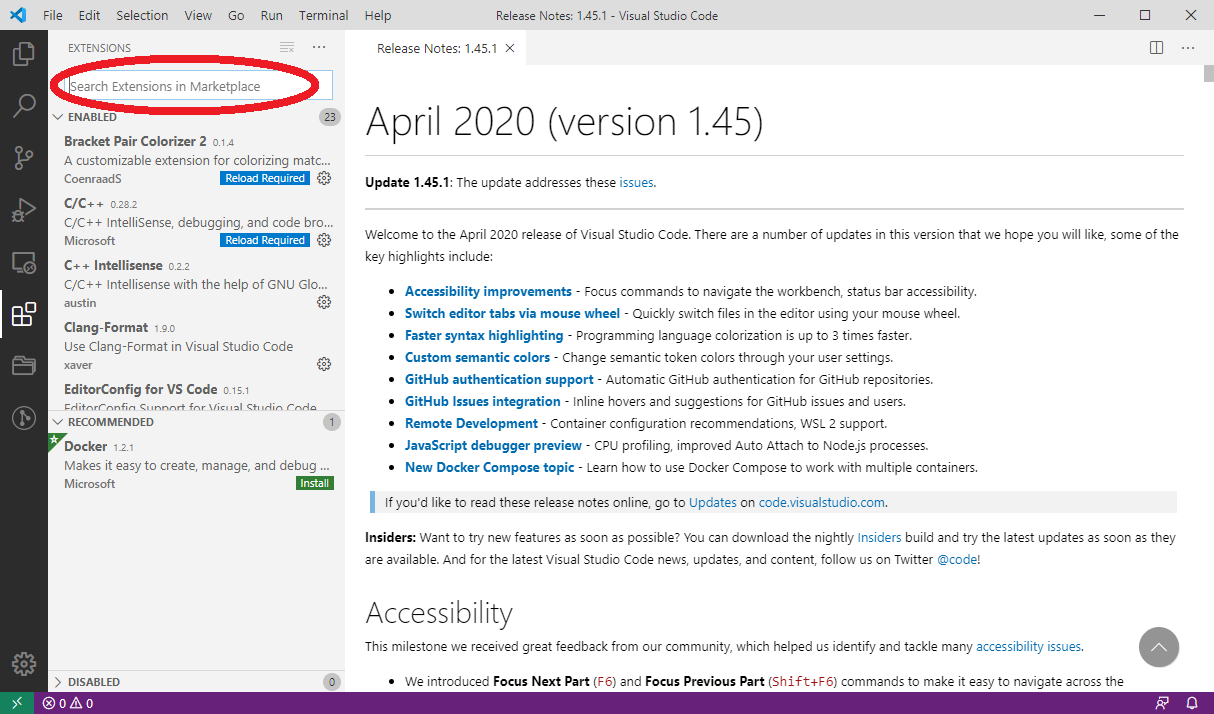 File Edit Selection View Go Run Terminal Help Release Notes: 1.45.1 - Visual Studio Code
EXTENSIONS
Search Extensions in Marketplace
ENABLED 23
Bracket Pair Colorizer 2 0.1.4
A customizable extension for colorizing matc...
CoenraadS Reload Required
C/C++ 0.28.2
C/C++ IntelliSense, debugging, and code bro...
Microsoft Reload Required
C++ Intellisense 0.2.2
C/C++ Intellisense with the help of GNU Glo...
austin
Clang-Format 1.9.0
Use Clang-Format in Visual Studio Code
xaver
EditorConfig for VS Code 0.15.1
EditorConfig Support for Visual Studio Code
RECOMMENDED 1
Docker 1.2.1
Makes it easy to create, manage, and debug ...
Microsoft Install
DISABLED 0
Release Notes: 1.45.1
April 2020 (version 1.45)
Update 1.45.1: The update addresses these issues.
Welcome to the April 2020 release of Visual Studio Code. There are a number of updates in this version that we hope you will like, some of the
key highlights include:
• Accessibility improvements - Focus commands to navigate the workbench, status bar accessibility.
• Switch editor tabs via mouse wheel - Quickly switch files in the editor using your mouse wheel.
• Faster syntax highlighting - Programming language colorization is up to 3 times faster.
• Custom semantic colors - Change semantic token colors through your user settings.
• GitHub authentication support - Automatic GitHub authentication for GitHub repositories.
• GitHub Issues integration - Inline hovers and suggestions for GitHub issues and users.
• Remote Development - Container configuration recommendations, WSL 2 support.
• JavaScript debugger preview - CPU profiling, improved Auto Attach to Node.js processes.
• New Docker Compose topic - Learn how to use Docker Compose to work with multiple containers.
If you'd like to read these release notes online, go to Updates on code.visualstudio.com.
Insiders: Want to try new features as soon as possible? You can download the nightly Insiders build and try the latest updates as soon as they
are available. And for the latest Visual Studio Code news, updates, and content, follow us on Twitter @code!
Accessibility
This milestone we received great feedback from our community, which helped us identify and tackle many accessibility issues.
• We introduced Focus Next Part (F6) and Focus Previous Part (Shift+F6) commands to make it easy to navigate across the
0 0